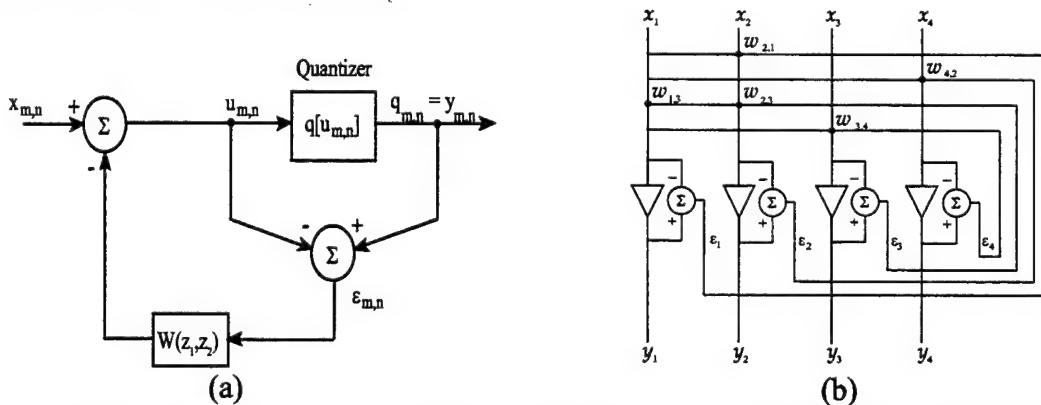 Quantizer
x_{m,n}
+
Σ
-
u_{m,n}
q[u_{m,n}]
q_{m,n} = y_{m,n}
-
+
Σ
ε_{m,n}
W(z_1,z_2)
(a)
x_1 x_2 x_3 x_4
w_{2,1}
w_{4,2}
w_{1,3} w_{2,3}
w_{3,4}
- - - -
Σ Σ Σ Σ
+ + + +
ε_1 ε_2 ε_3 ε_4
y_1 y_2 y_3 y_4
(b)